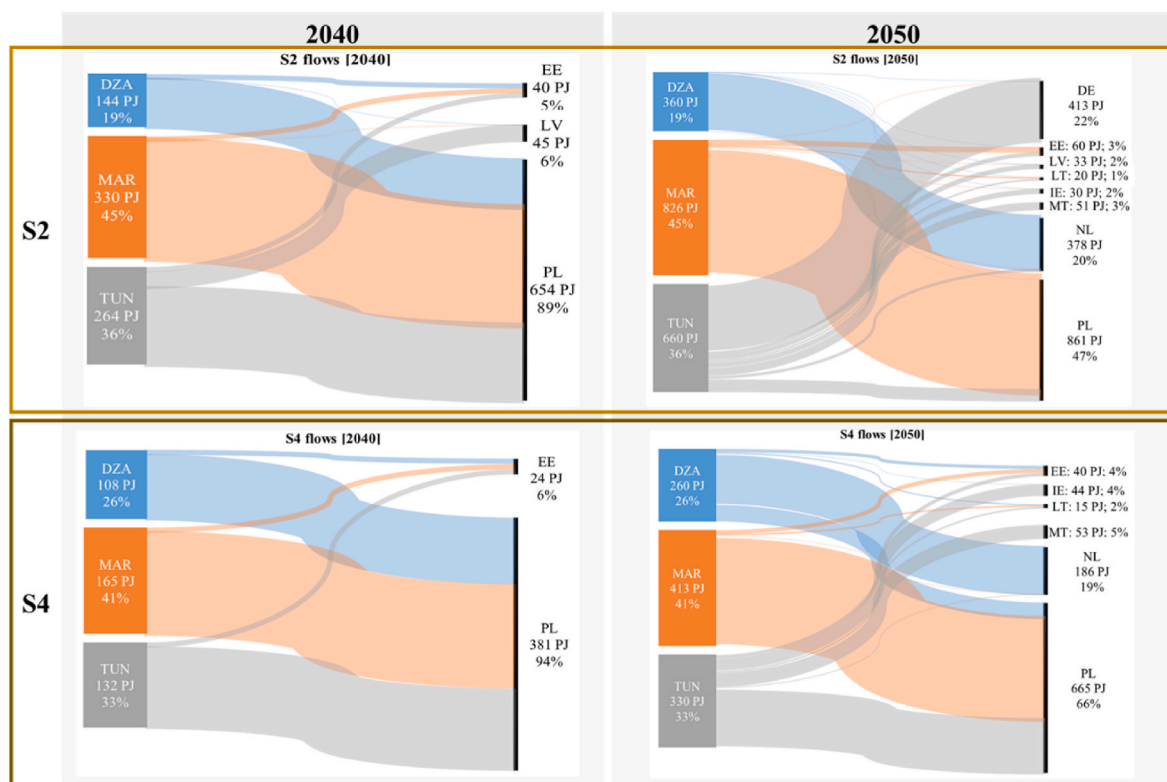 2040
2050
S2
S2 flows [2040]
DZA
144 PJ
19%
MAR
330 PJ
45%
TUN
264 PJ
36%
EE
40 PJ
5%
LV
45 PJ
6%
PL
654 PJ
89%
S2 flows [2050]
DZA
360 PJ
19%
MAR
826 PJ
45%
TUN
660 PJ
36%
DE
413 PJ
22%
EE: 60 PJ; 3%
LV: 33 PJ; 2%
LT: 20 PJ; 1%
IE: 30 PJ; 2%
MT: 51 PJ; 3%
NL
378 PJ
20%
PL
861 PJ
47%
S4
S4 flows [2040]
DZA
108 PJ
26%
MAR
165 PJ
41%
TUN
132 PJ
33%
EE
24 PJ
6%
PL
381 PJ
94%
S4 flows [2050]
DZA
260 PJ
26%
MAR
413 PJ
41%
TUN
330 PJ
33%
EE: 40 PJ; 4%
IE: 44 PJ; 4%
LT: 15 PJ; 2%
MT: 53 PJ; 5%
NL
186 PJ
19%
PL
665 PJ
66%